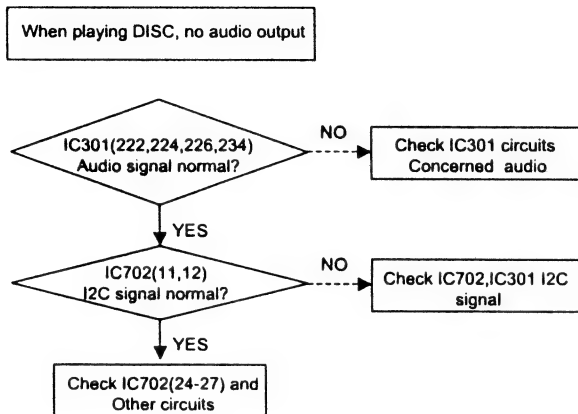 When playing DISC, no audio output
IC301(222,224,226,234)
Audio signal normal?
NO
Check IC301 circuits
Concerned audio
YES
IC702(11,12)
I2C signal normal?
NO
Check IC702,IC301 I2C
signal
YES
Check IC702(24-27) and
Other circuits